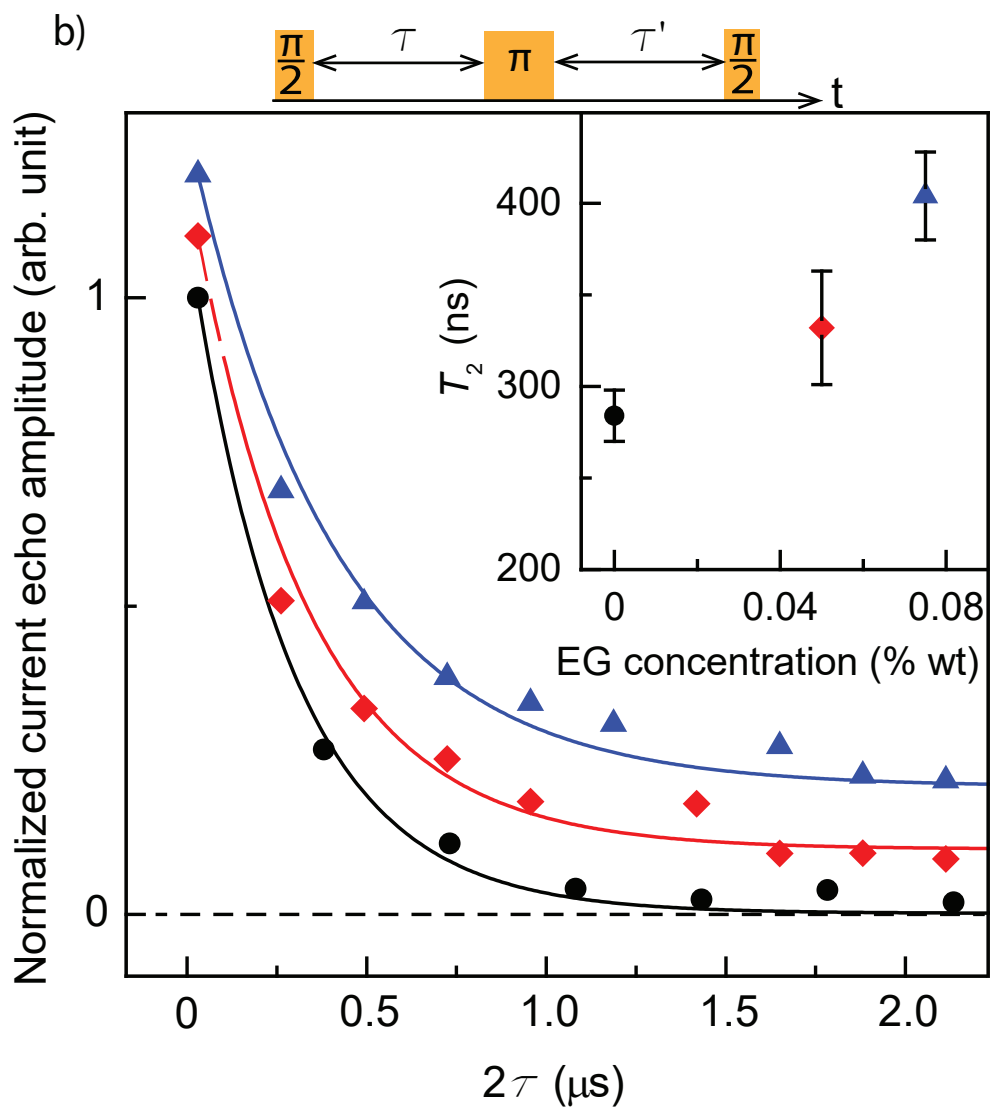 b)
π/2 τ π τ' π/2
t
Normalized current echo amplitude (arb. unit)
1
0
0 0.5 1.0 1.5 2.0
2τ (μs)
T₂ (ns)
400
300
200
0 0.04 0.08
EG concentration (% wt)